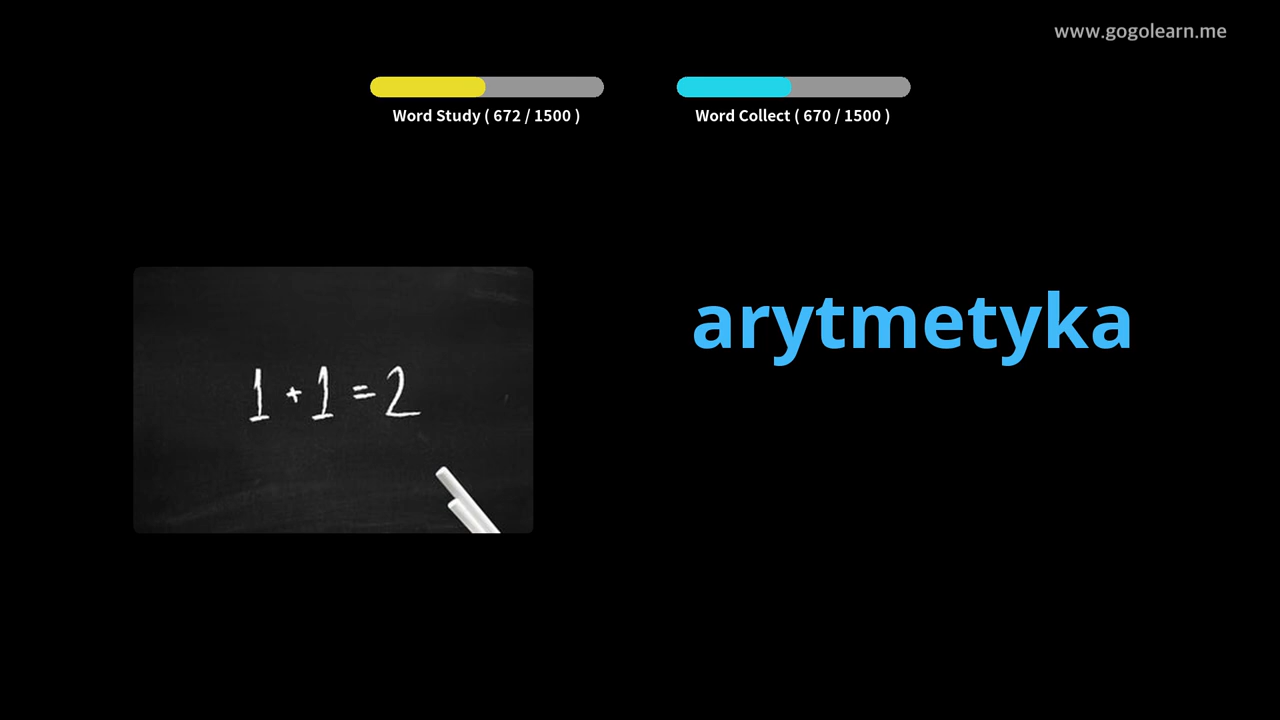 www.gogolearn.me
Word Study ( 672 / 1500 )
Word Collect ( 670 / 1500 )
1 + 1 = 2
arytmetyka